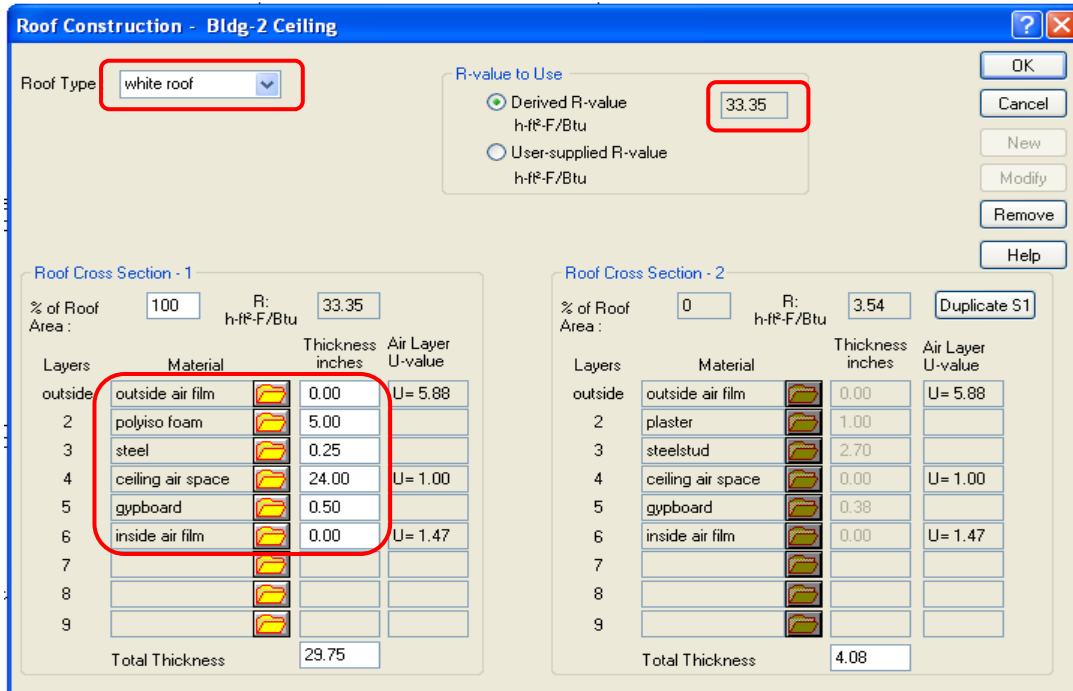 Roof Construction - Bldg-2 Ceiling
Roof Type :
white roof
R-value to Use
Derived R-value
h-ft²-F/Btu
33.35
User-supplied R-value
h-ft²-F/Btu
OK
Cancel
New
Modify
Remove
Help
Roof Cross Section - 1
% of Roof Area : 100 R: h-ft²-F/Btu 33.35
Layers Material Thickness inches Air Layer U-value
outside outside air film 0.00 U= 5.88
2 polyiso foam 5.00
3 steel 0.25
4 ceiling air space 24.00 U= 1.00
5 gypboard 0.50
6 inside air film 0.00 U= 1.47
7
8
9
Total Thickness 29.75
Roof Cross Section - 2
% of Roof Area : 0 R: h-ft²-F/Btu 3.54 Duplicate S1
Layers Material Thickness inches Air Layer U-value
outside outside air film 0.00 U= 5.88
2 plaster 1.00
3 steelstud 2.70
4 ceiling air space 0.00 U= 1.00
5 gypboard 0.38
6 inside air film 0.00 U= 1.47
7
8
9
Total Thickness 4.08